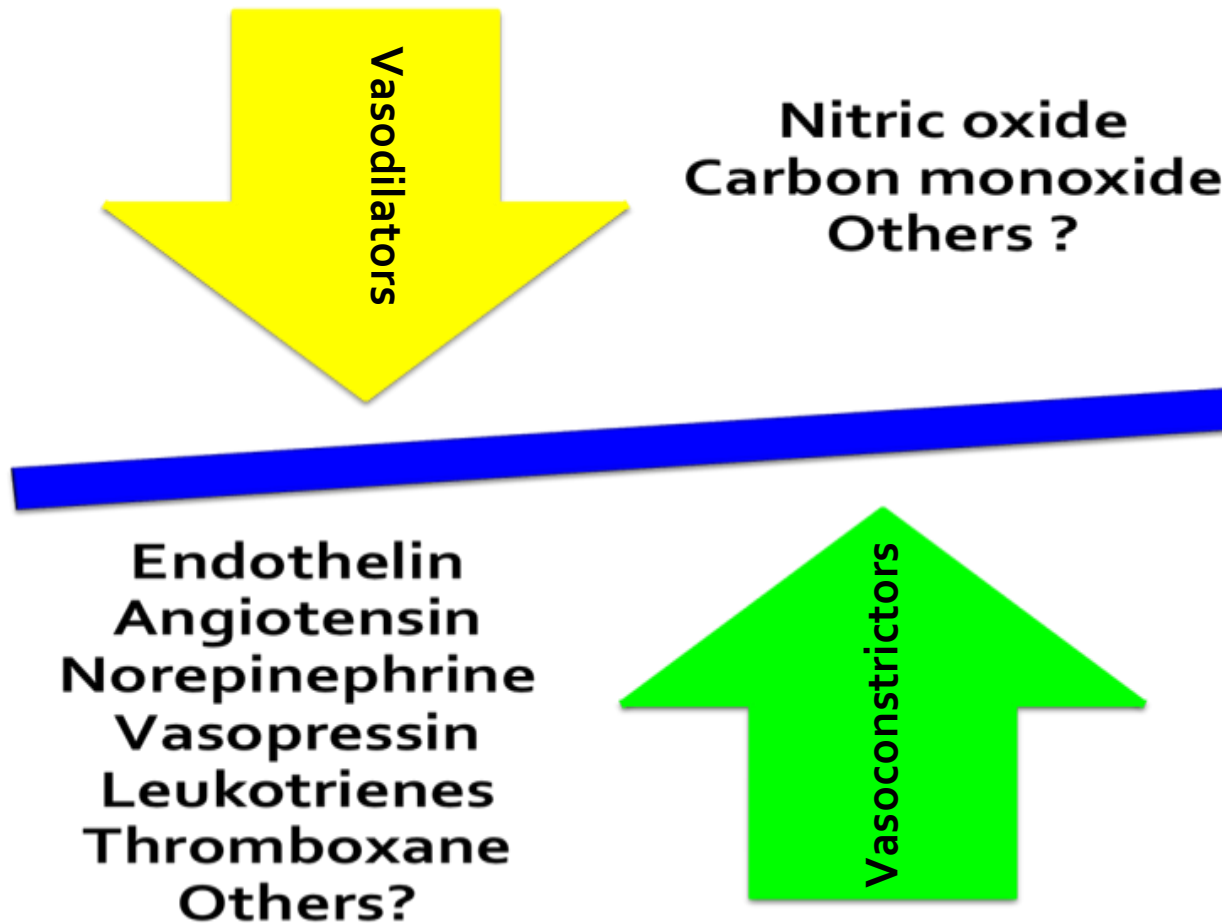 Vasodilators
Nitric oxide
Carbon monoxide
Others ?
Endothelin
Angiotensin
Norepinephrine
Vasopressin
Leukotrienes
Thromboxane
Others?
Vasoconstrictors